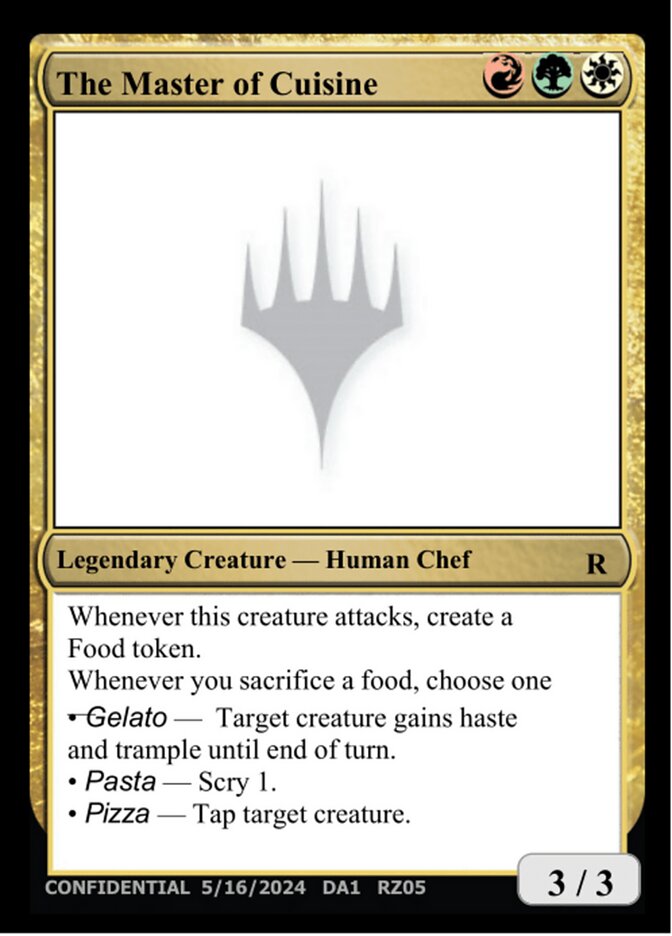 The Master of Cuisine
Legendary Creature — Human Chef R
Whenever this creature attacks, create a
Food token.
Whenever you sacrifice a food, choose one
• Gelato — Target creature gains haste
and trample until end of turn.
• Pasta — Scry 1.
• Pizza — Tap target creature.
3 / 3
CONFIDENTIAL 5/16/2024 DA1 RZ05